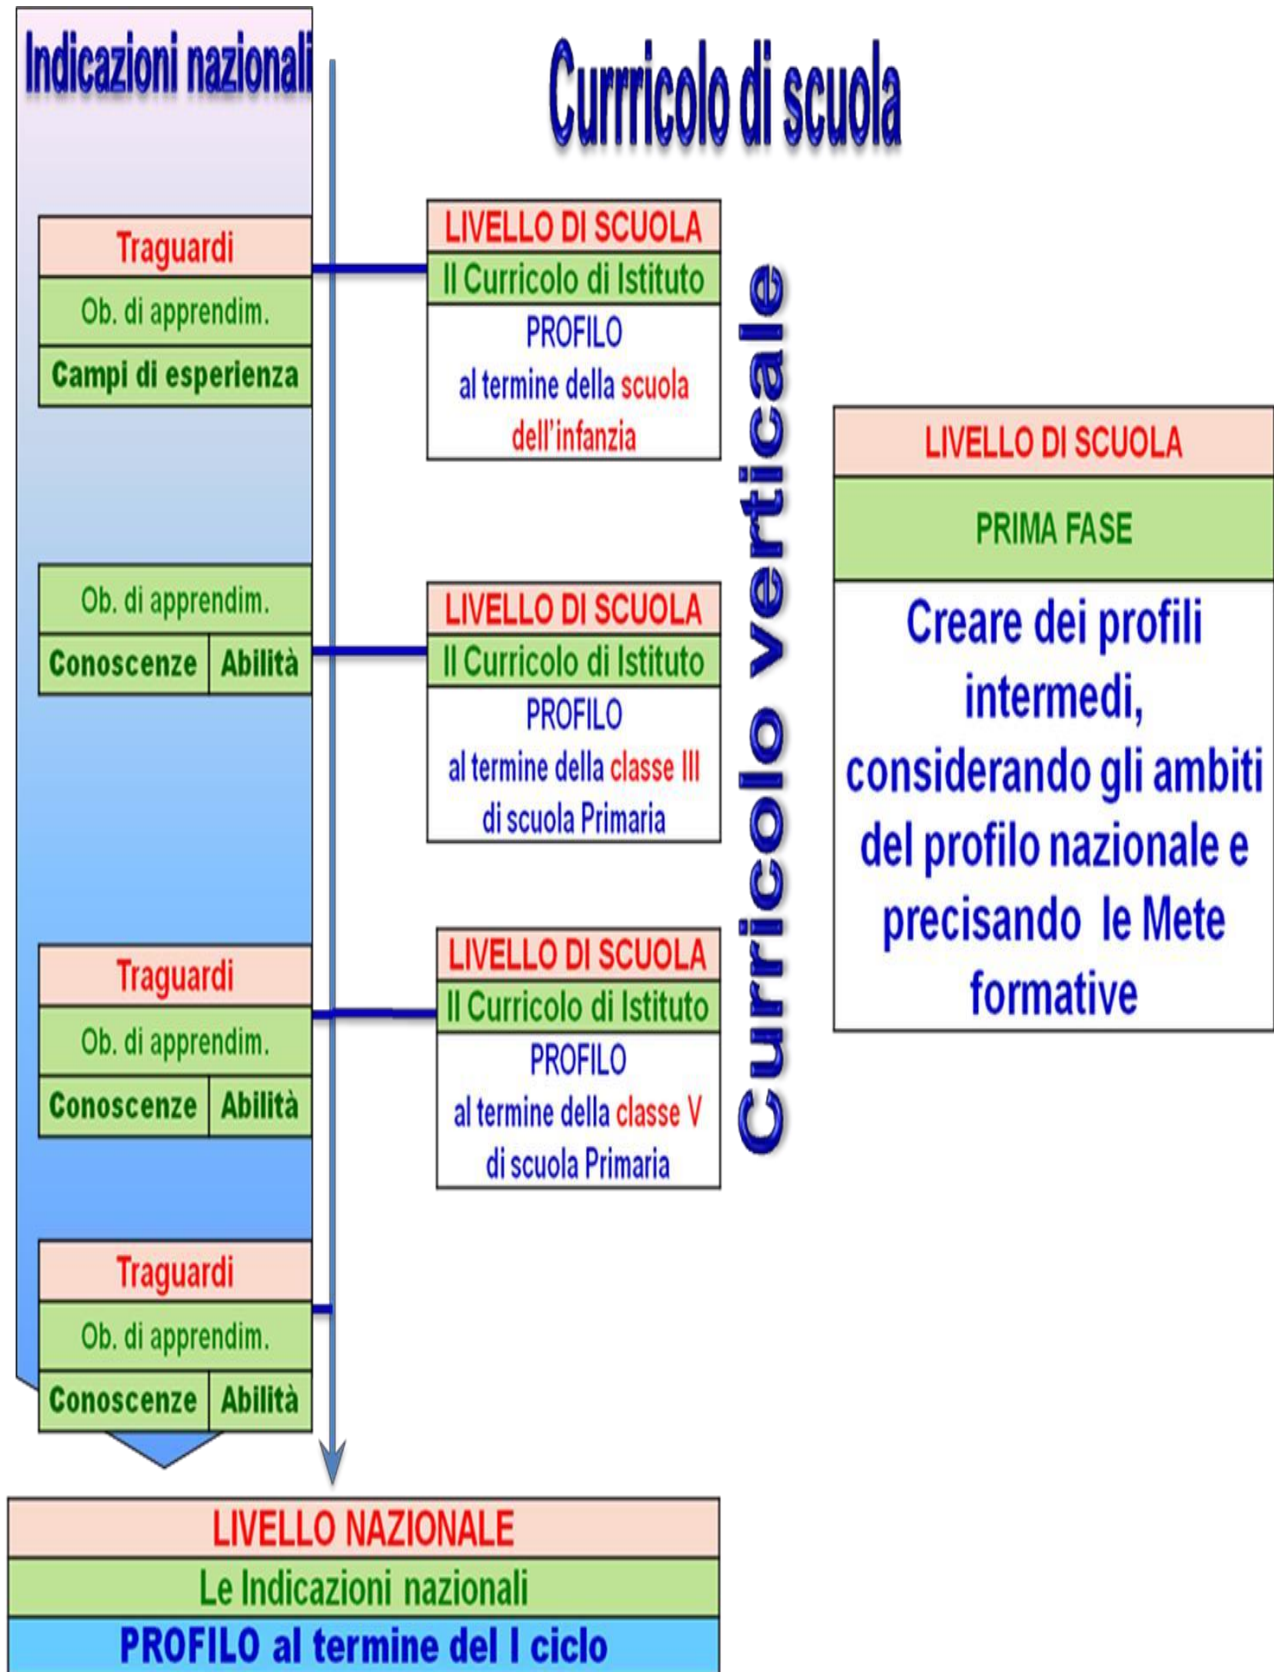 Indicazioni nazionali
Currricolo di scuola
Traguardi
Ob. di apprendim.
Campi di esperienza
LIVELLO DI SCUOLA
Il Curricolo di Istituto
PROFILO
al termine della scuola
dell'infanzia
Ob. di apprendim.
Conoscenze Abilità
LIVELLO DI SCUOLA
Il Curricolo di Istituto
PROFILO
al termine della classe III
di scuola Primaria
Traguardi
Ob. di apprendim.
Conoscenze Abilità
LIVELLO DI SCUOLA
Il Curricolo di Istituto
PROFILO
al termine della classe V
di scuola Primaria
Traguardi
Ob. di apprendim.
Conoscenze Abilità
Curricolo verticale
LIVELLO DI SCUOLA
PRIMA FASE
Creare dei profili
intermedi,
considerando gli ambiti
del profilo nazionale e
precisando le Mete
formative
LIVELLO NAZIONALE
Le Indicazioni nazionali
PROFILO al termine del I ciclo